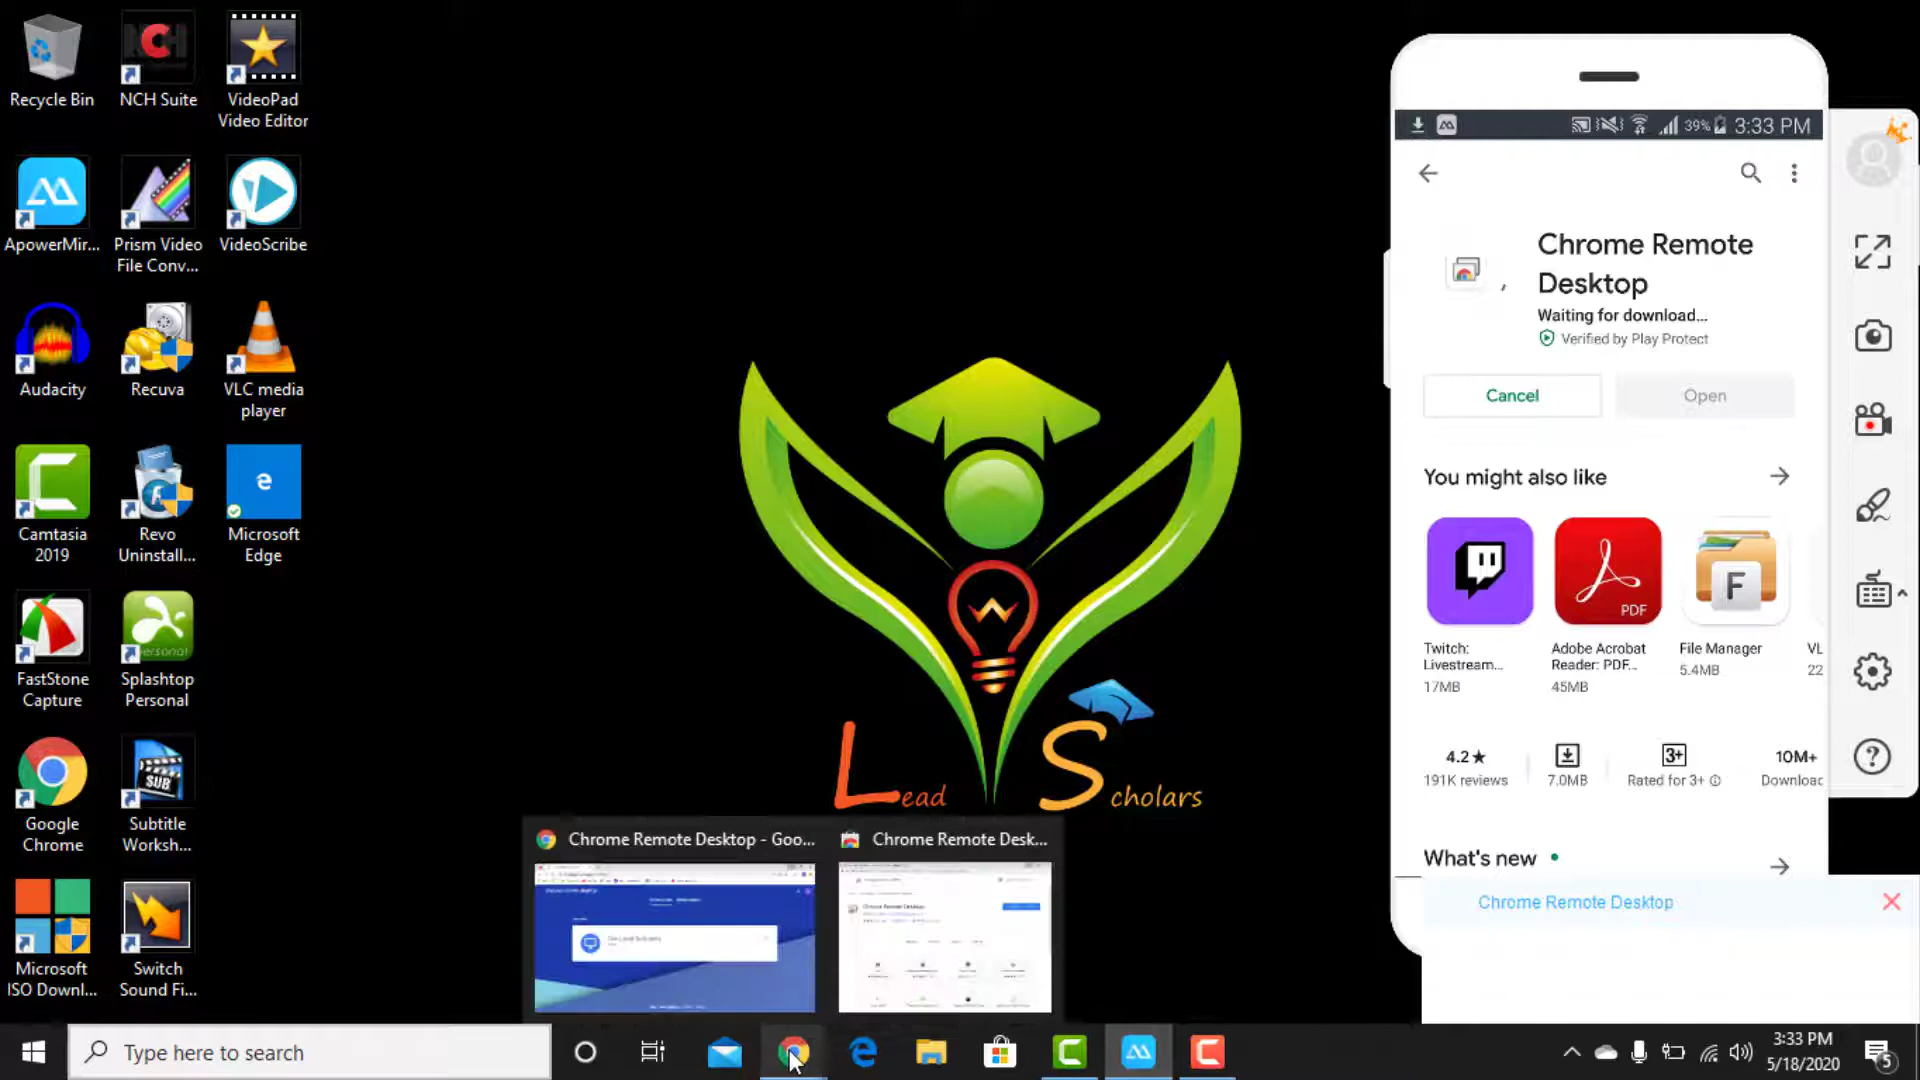 Recycle Bin
NCH Suite
VideoPad
Video Editor
ApowerMir...
Prism Video
File Conv...
VideoScribe
Audacity
Recuva
VLC media
player
Camtasia
2019
Revo
Uninstall...
Microsoft
Edge
FastStone
Capture
Splashtop
Personal
Google
Chrome
SUB
Subtitle
Worksh...
Microsoft
ISO Downl...
Switch
Sound Fi...
Lead Scholars
3:33 PM
39%
Chrome Remote
Desktop
Waiting for download...
Verified by Play Protect
Cancel
Open
You might also like
PDF
F
Twitch:
Livestream...
17MB
Adobe Acrobat
Reader: PDF...
45MB
File Manager
5.4MB
VL
22
4.2★
191K reviews
7.0MB
3+
Rated for 3+
10M+
Downloac
What's new
Chrome Remote Desktop
Chrome Remote Desktop - Goo...
Chrome Remote Desk...
Type here to search
3:33 PM
5/18/2020
5